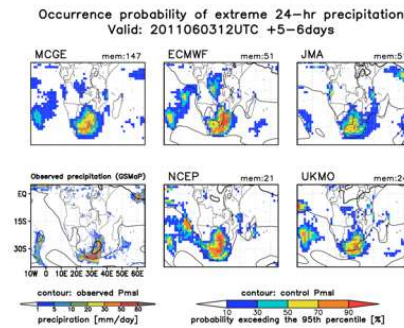 Occurrence probability of extreme 24-hr precipitation
Valid: 2011060312UTC +5-6days
MCGE mem:147
ECMWF mem:51
JMA
Observed precipitation (GSMaP)
NCEP mem:21
UKMO
EQ
15S
30S
10W 0 10E 20E 30E 40E 50E 60E
contour: observed Pmsl
1 5 10 20 30 50 80
precipitation [mm/day]
contour: control Pmsl
10 30 50 70 90
probability exceeding the 95th percentile [%]